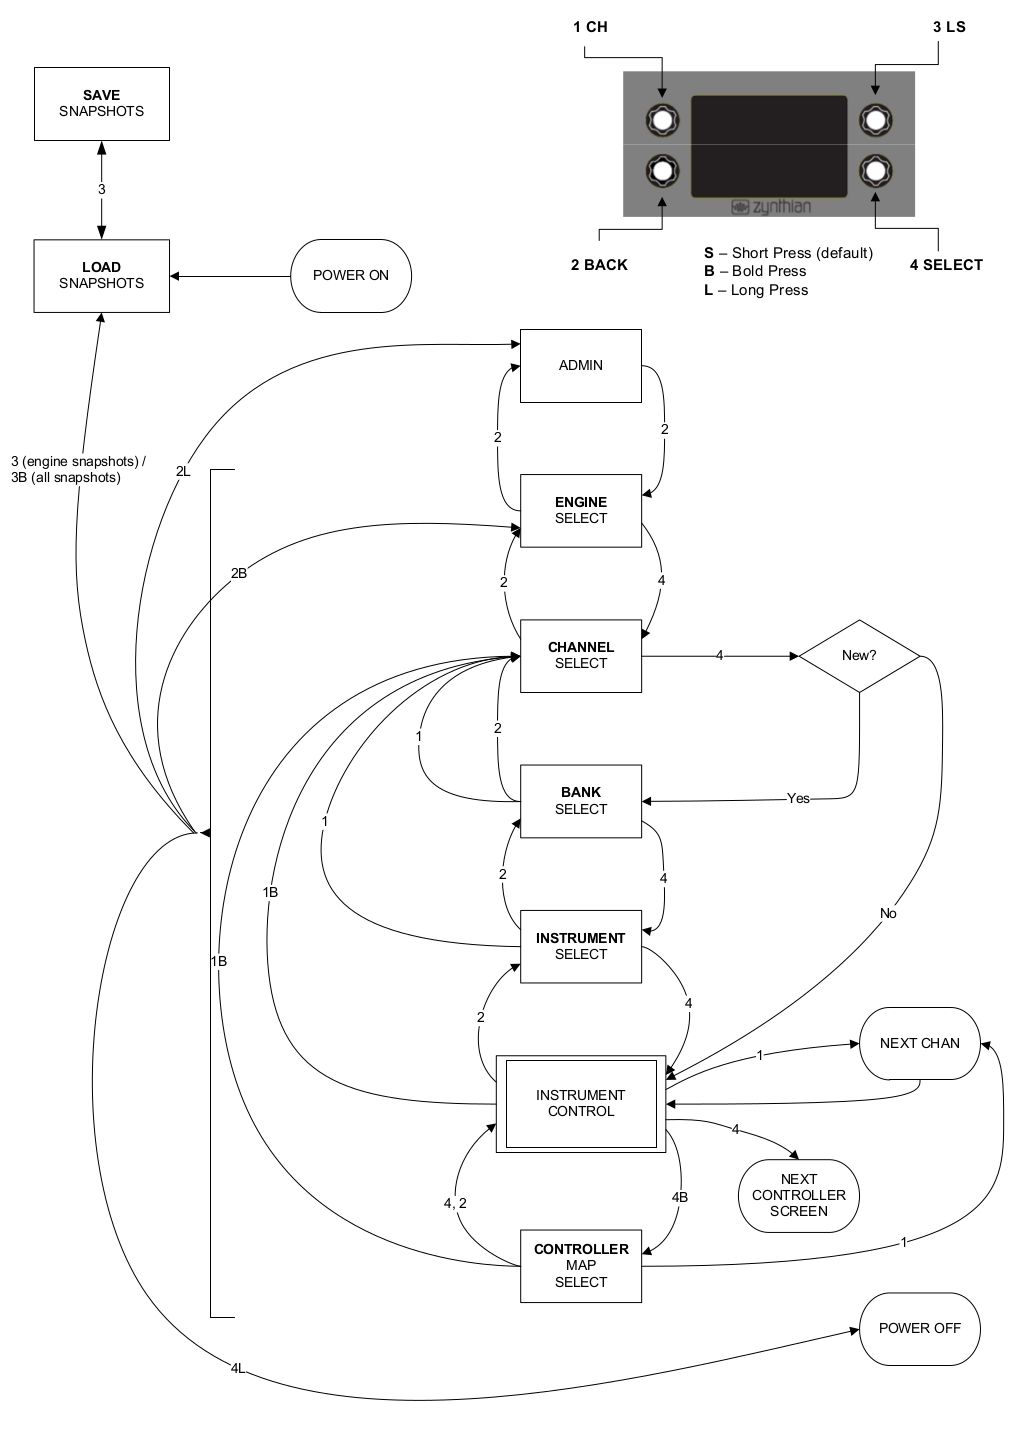 1 CH
3 LS
SAVE
SNAPSHOTS
3
zynthian
LOAD
SNAPSHOTS
POWER ON
2 BACK
S – Short Press (default)
B – Bold Press
L – Long Press
4 SELECT
ADMIN
2
2
3 (engine snapshots) /
3B (all snapshots)
2L
ENGINE
SELECT
2B
2
4
CHANNEL
SELECT
4
New?
1
2
BANK
SELECT
Yes
1
2
4
1B
INSTRUMENT
SELECT
No
1B
2
4
NEXT CHAN
1
INSTRUMENT
CONTROL
4
NEXT
CONTROLLER
SCREEN
4, 2
4B
CONTROLLER
MAP
SELECT
1
POWER OFF
4L